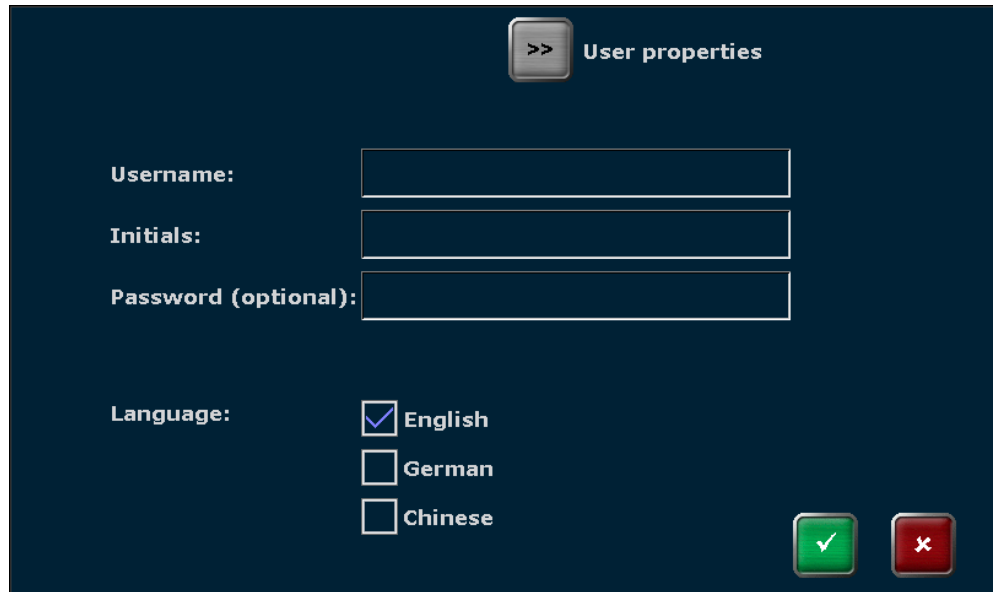 >> User properties
Username:
Initials:
Password (optional):
Language:
English
German
Chinese